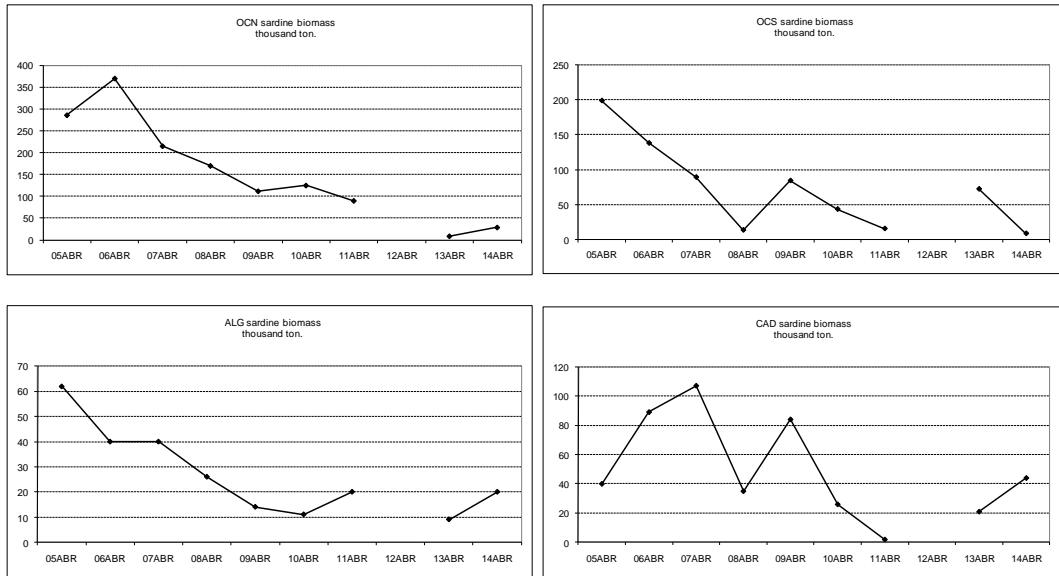 OCN sardine biomass
thousand ton.
400
350
300
250
200
150
100
50
0
05ABR 06ABR 07ABR 08ABR 09ABR 10ABR 11ABR 12ABR 13ABR 14ABR
OCS sardine biomass
thousand ton.
250
200
150
100
50
0
05ABR 06ABR 07ABR 08ABR 09ABR 10ABR 11ABR 12ABR 13ABR 14ABR
ALG sardine biomass
thousand ton.
70
60
50
40
30
20
10
0
05ABR 06ABR 07ABR 08ABR 09ABR 10ABR 11ABR 12ABR 13ABR 14ABR
CAD sardine biomass
thousand ton.
120
100
80
60
40
20
0
05ABR 06ABR 07ABR 08ABR 09ABR 10ABR 11ABR 12ABR 13ABR 14ABR